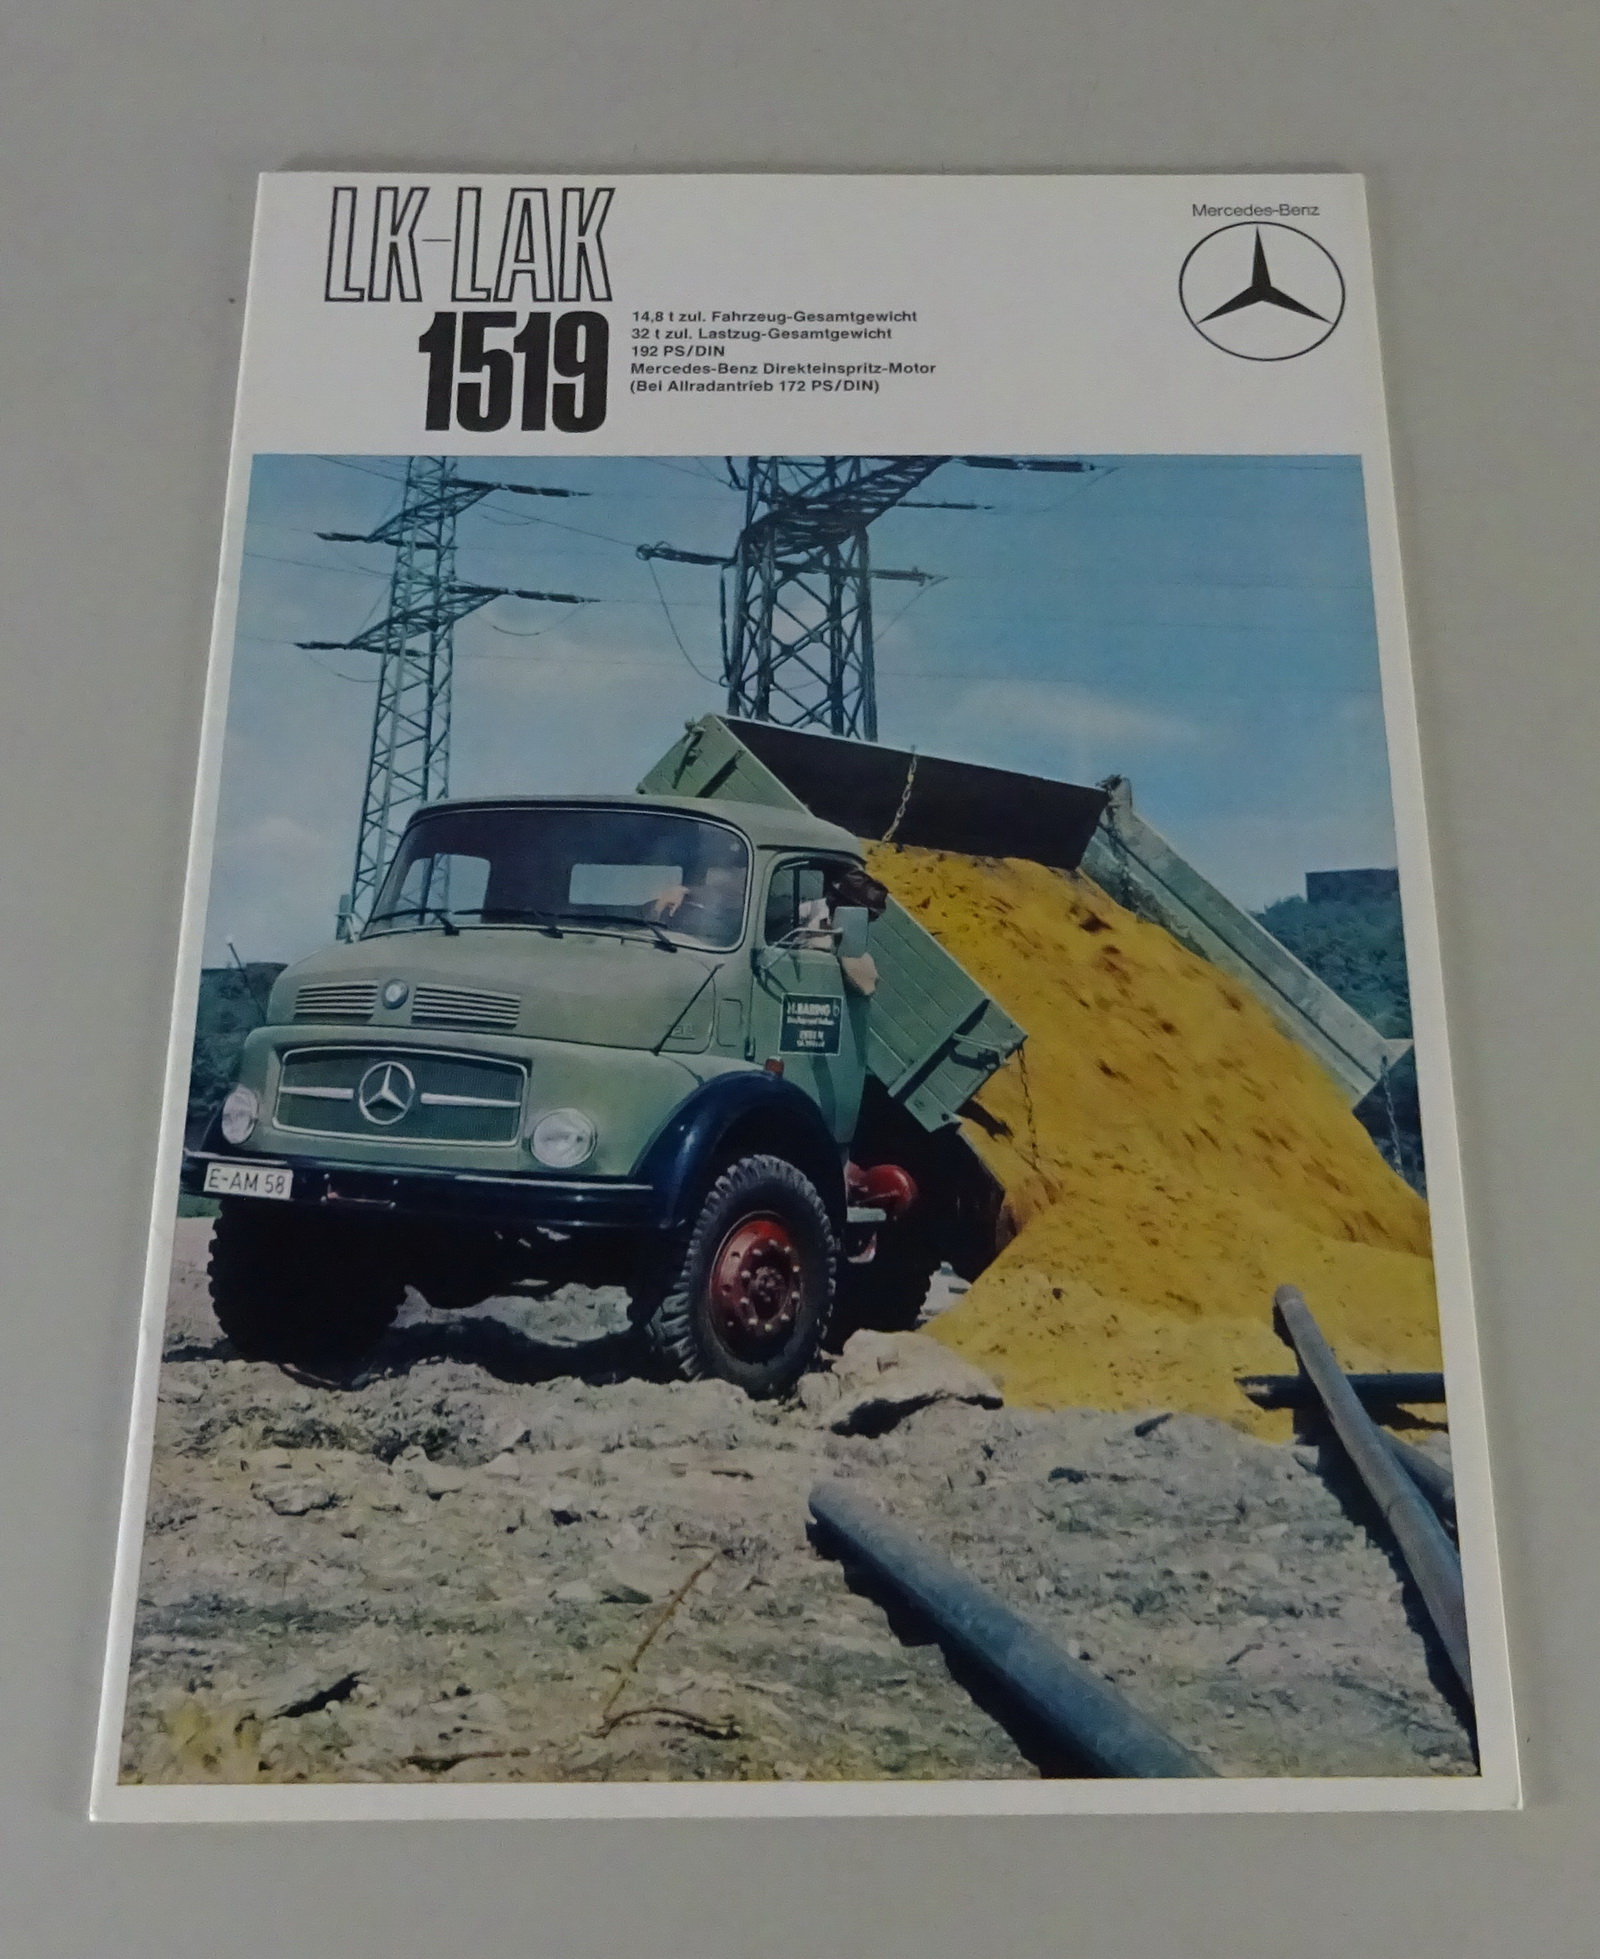 LK-LAK
1519
14,8 t zul. Fahrzeug-Gesamtgewicht
32 t zul. Lastzug-Gesamtgewicht
192 PS/DIN
Mercedes-Benz Direkteinspritz-Motor
(Bei Allradantrieb 172 PS/DIN)
Mercedes-Benz
E-AM 58